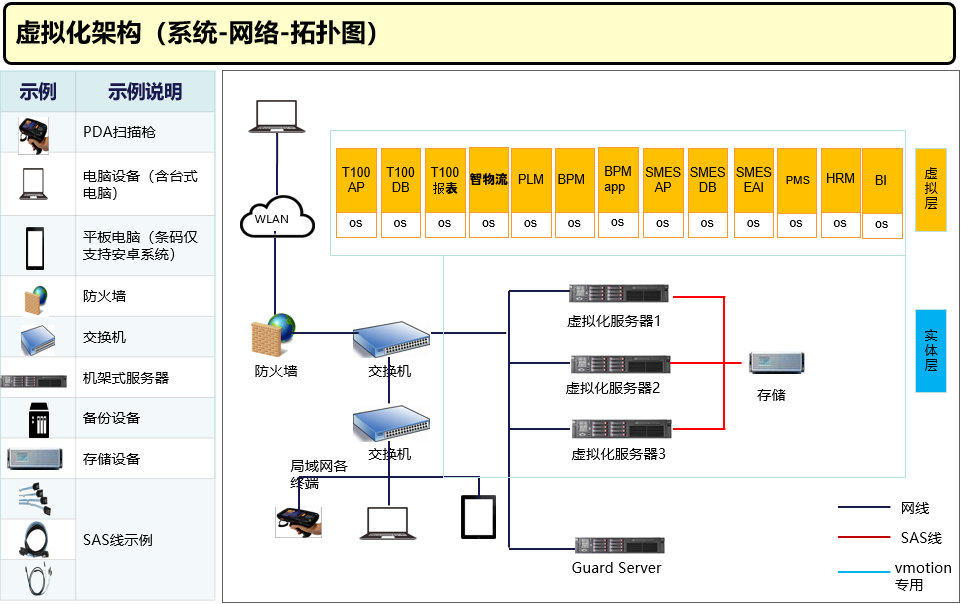 虚拟化架构（系统-网络-拓扑图）
示例
示例说明
PDA扫描枪
电脑设备（含台式
电脑）
平板电脑（条码仅
支持安卓系统）
防火墙
交换机
机架式服务器
备份设备
存储设备
SAS线示例
WLAN
T100
AP
os
T100
DB
os
T100
报表
os
智物流
os
PLM
os
BPM
os
BPM
app
os
SMES
AP
os
SMES
DB
os
SMES
EAI
os
PMS
os
HRM
os
BI
os
虚
拟
层
虚拟化服务器1
虚拟化服务器2
虚拟化服务器3
存储
实
体
层
防火墙
交换机
交换机
局域网各
终端
Guard Server
网线
SAS线
vmotion
专用